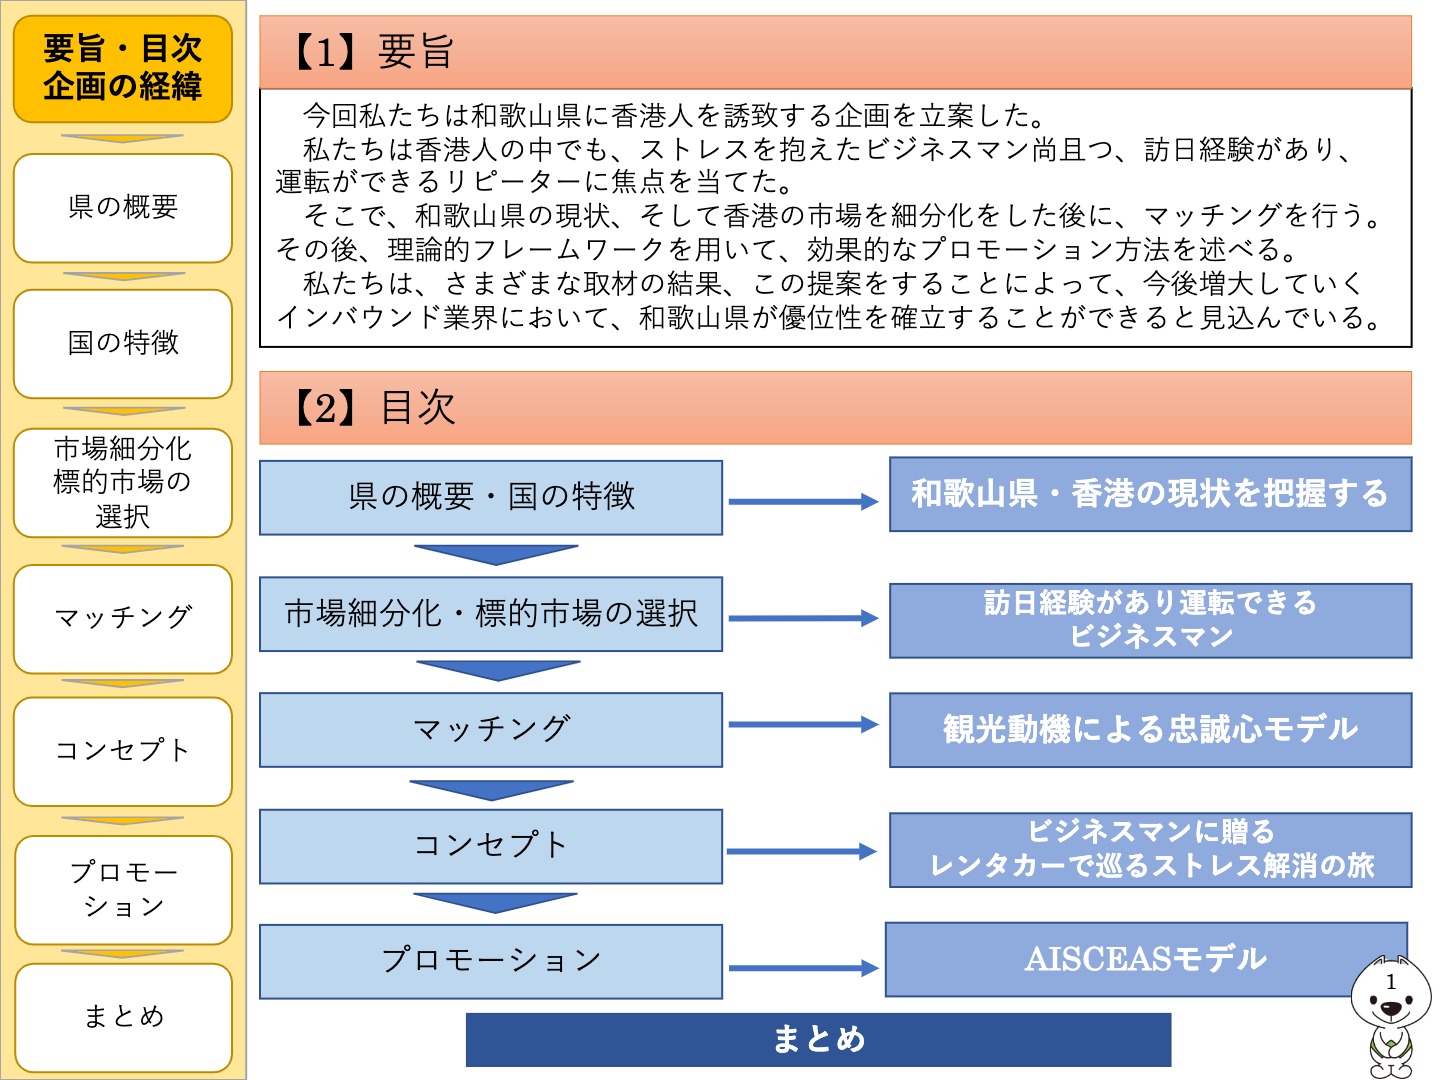 要旨・目次
企画の経緯
県の概要
国の特徴
市場細分化
標的市場の
選択
マッチング
コンセプト
プロモー
ション
まとめ
【1】要旨
今回私たちは和歌山県に香港人を誘致する企画を立案した。
私たちは香港人の中でも、ストレスを抱えたビジネスマン尚且つ、訪日経験があり、
運転ができるリピーターに焦点を当てた。
そこで、和歌山県の現状、そして香港の市場を細分化をした後に、マッチングを行う。
その後、理論的フレームワークを用いて、効果的なプロモーション方法を述べる。
私たちは、さまざまな取材の結果、この提案をすることによって、今後増大していく
インバウンド業界において、和歌山県が優位性を確立することができると見込んでいる。
【2】目次
県の概要・国の特徴
和歌山県・香港の現状を把握する
市場細分化・標的市場の選択
訪日経験があり運転できる
ビジネスマン
マッチング
観光動機による忠誠心モデル
コンセプト
ビジネスマンに贈る
レンタカーで巡るストレス解消の旅
プロモーション
AISCEASモデル
1
まとめ